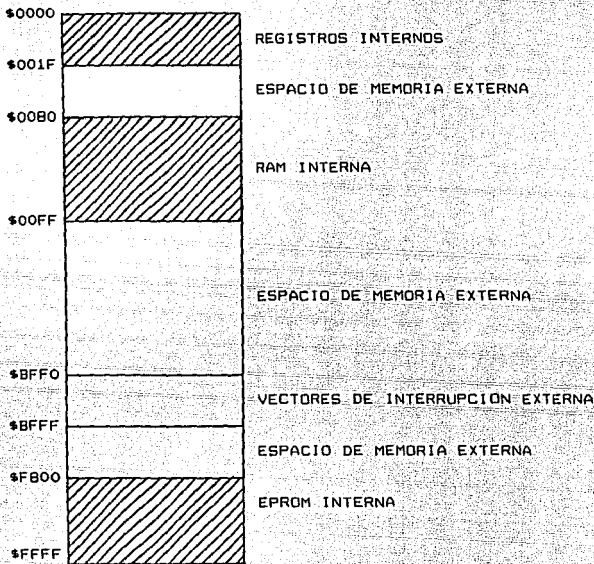 $0000
REGISTROS INTERNOS
$001F
ESPACIO DE MEMORIA EXTERNA
$0080
RAM INTERNA
$00FF
ESPACIO DE MEMORIA EXTERNA
$BFF0
VECTORES DE INTERRUPCION EXTERNA
$BFFF
ESPACIO DE MEMORIA EXTERNA
$F800
EPROM INTERNA
$FFFF